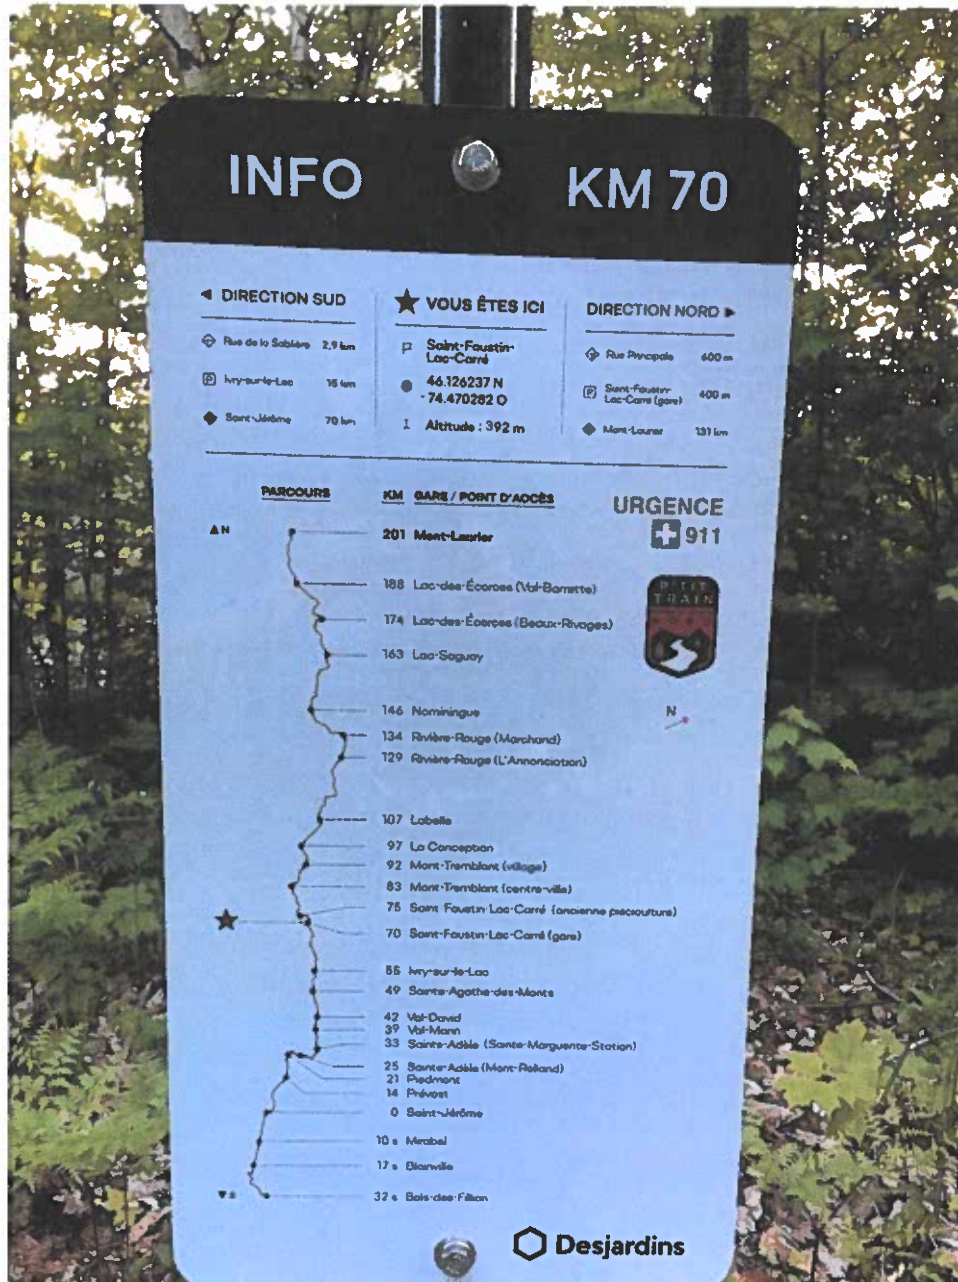 INFO
KM 70
◄ DIRECTION SUD
Rue de la Sablière 2,9 km
P Ivry-sur-le-Lac 15 km
Saint-Jérôme 70 km
★ VOUS ÊTES ICI
Saint-Faustin-
Lac-Carré
46.126237 N
- 74.470282 O
Altitude : 392 m
DIRECTION NORD ►
Rue Principale 600 m
P Saint-Faustin-
Lac-Carré (gare) 400 m
Mont-Laurier 131 km
PARCOURS KM GARE / POINT D'ACCÈS
URGENCE
911
▲ N
201 Mont-Laurier
188 Lac-des-Écorces (Val-Barrette)
174 Lac-des-Écorces (Beaux-Rivages)
163 Lac-Saguay
146 Nominingue
134 Rivière-Rouge (Marchand)
129 Rivière-Rouge (L'Annonciation)
107 Labelle
97 La Conception
92 Mont-Tremblant (village)
83 Mont-Tremblant (centre-ville)
75 Saint-Faustin-Lac-Carré (ancienne pisciculture)
70 Saint-Faustin-Lac-Carré (gare)
55 Ivry-sur-le-Lac
49 Sainte-Agathe-des-Monts
42 Val-David
39 Val-Morin
33 Sainte-Adèle (Sainte-Marguerite-Station)
25 Sainte-Adèle (Mont-Rolland)
21 Piedmont
14 Prévost
0 Saint-Jérôme
10 s Mirabel
17 s Blainville
32 s Bois-des-Filion
▼ S
P'TIT
TRAIN
N
Desjardins